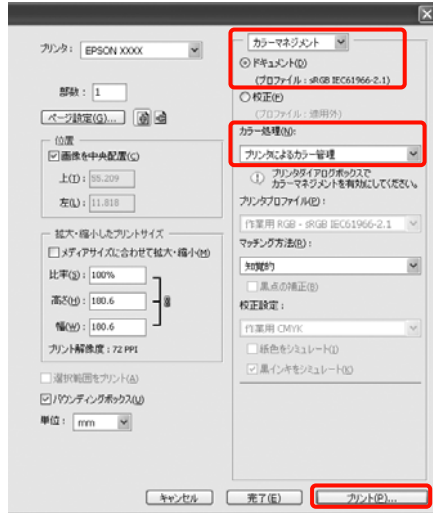 プリンタ: EPSON XXXX
部数: 1
ページ設定(G)...
位置
画像を中央配置(C)
上(T): 55.209
左(L): 11.818
拡大・縮小したプリントサイズ
メディアサイズに合わせて拡大・縮小(M)
比率(S): 100%
高さ(H): 180.6
幅(W): 100.6
プリント解像度: 72 PPI
選択範囲をプリント(A)
バウンディングボックス(U)
単位: mm
カラーマネジメント
ドキュメント(D)
(プロファイル: sRGB IEC61966-2.1)
校正(F)
(プロファイル: 適用外)
カラー処理(N):
プリンタによるカラー管理
プリンタダイアログボックスで
カラーマネジメントを有効にしてください。
プリンタプロファイル(P):
作業用 RGB - sRGB IEC61966-2.1
マッチング方法(R):
知覚的
黒点の補正(B)
校正設定:
作業用 CMYK
紙色をシミュレート(I)
黒インキをシミュレート(K)
キャンセル
完了(E)
プリント(P)...